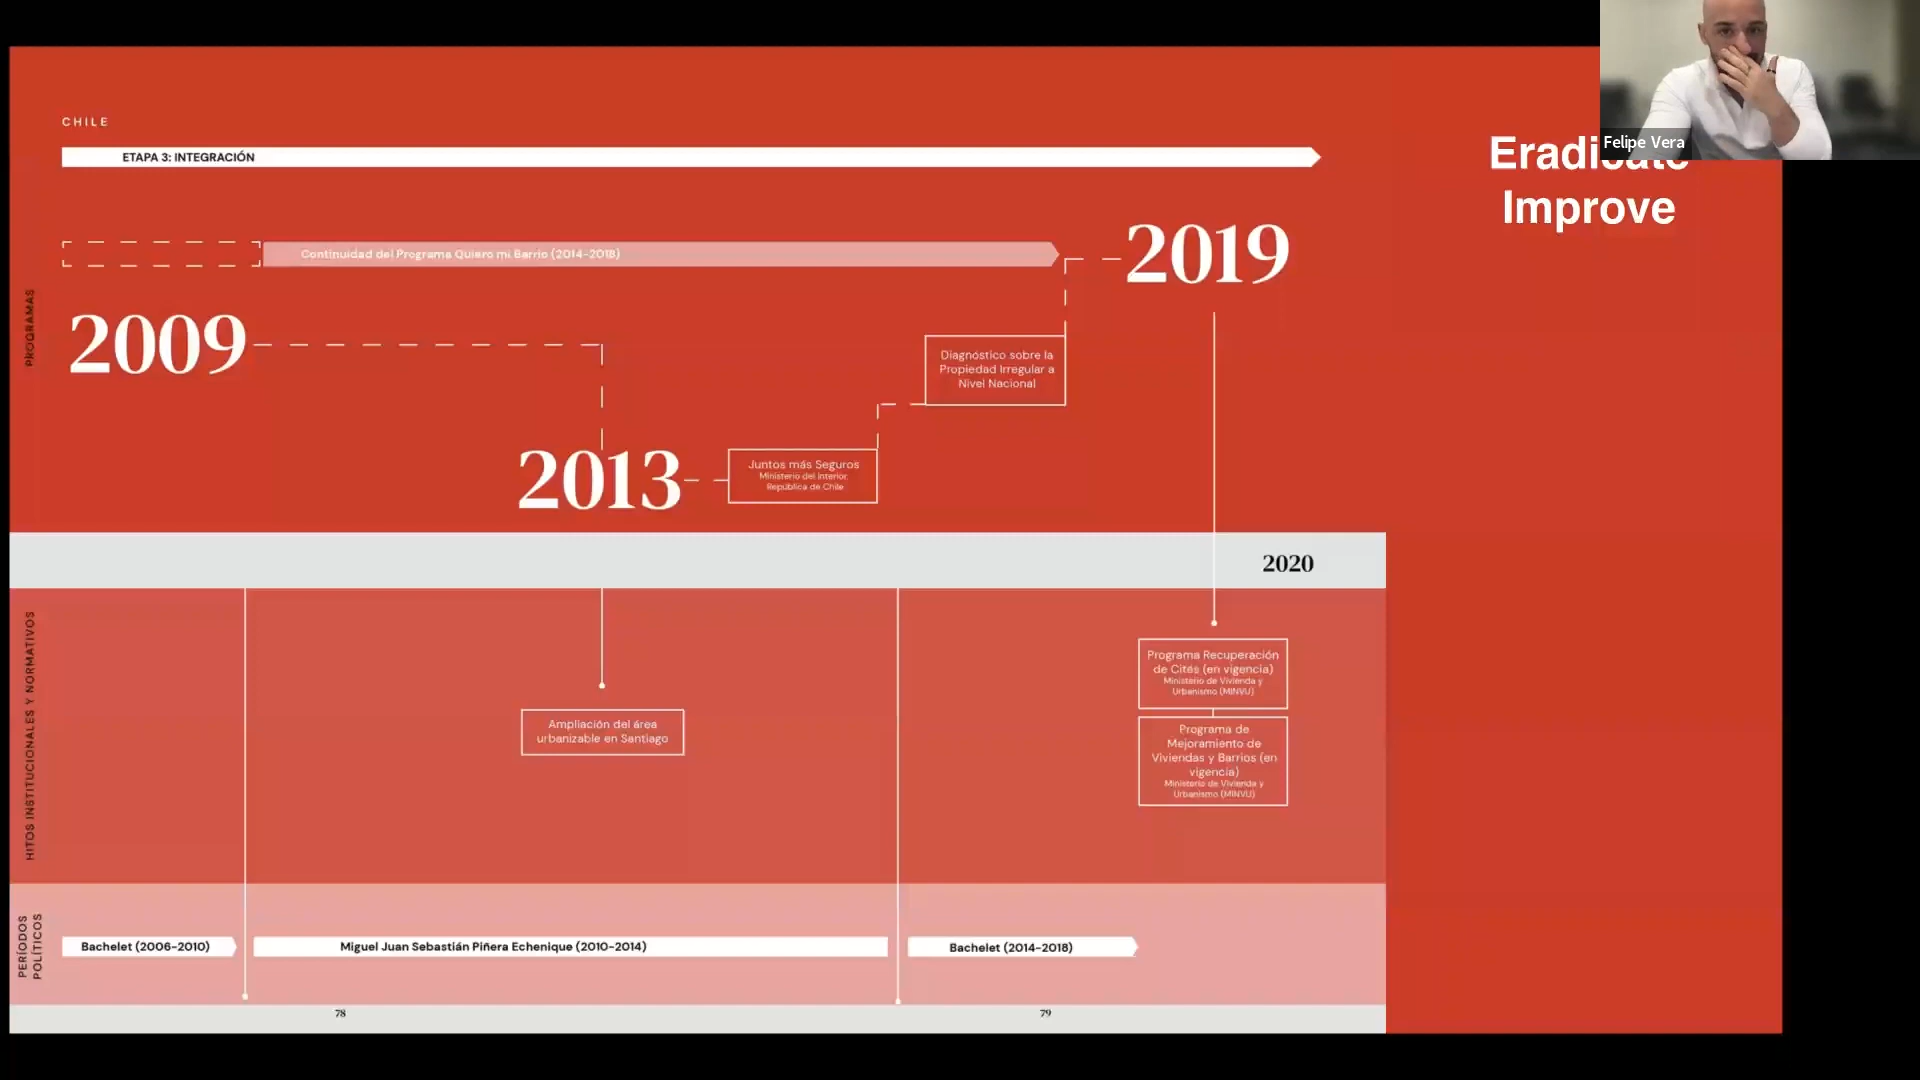 CHILE
ETAPA 3: INTEGRACIÓN
Felipe Vera
Eradicate
Improve
Continuidad del Programa Quiero mi Barrio (2014-2018)
2019
PROGRAMAS
2009
Diagnóstico sobre la
Propiedad Irregular a
Nivel Nacional
2013
Juntos más Seguros
Ministerio del Interior,
República de Chile
2020
HITOS INSTITUCIONALES Y NORMATIVOS
Ampliación del área
urbanizable en Santiago
Programa Recuperación
de Cités (en vigencia)
Ministerio de Vivienda y
Urbanismo (MINVU)
Programa de
Mejoramiento de
Viviendas y Barrios (en
vigencia)
Ministerio de Vivienda y
Urbanismo (MINVU)
PERÍODOS
POLÍTICOS
Bachelet (2006-2010)
Miguel Juan Sebastián Piñera Echenique (2010-2014)
Bachelet (2014-2018)
78
79